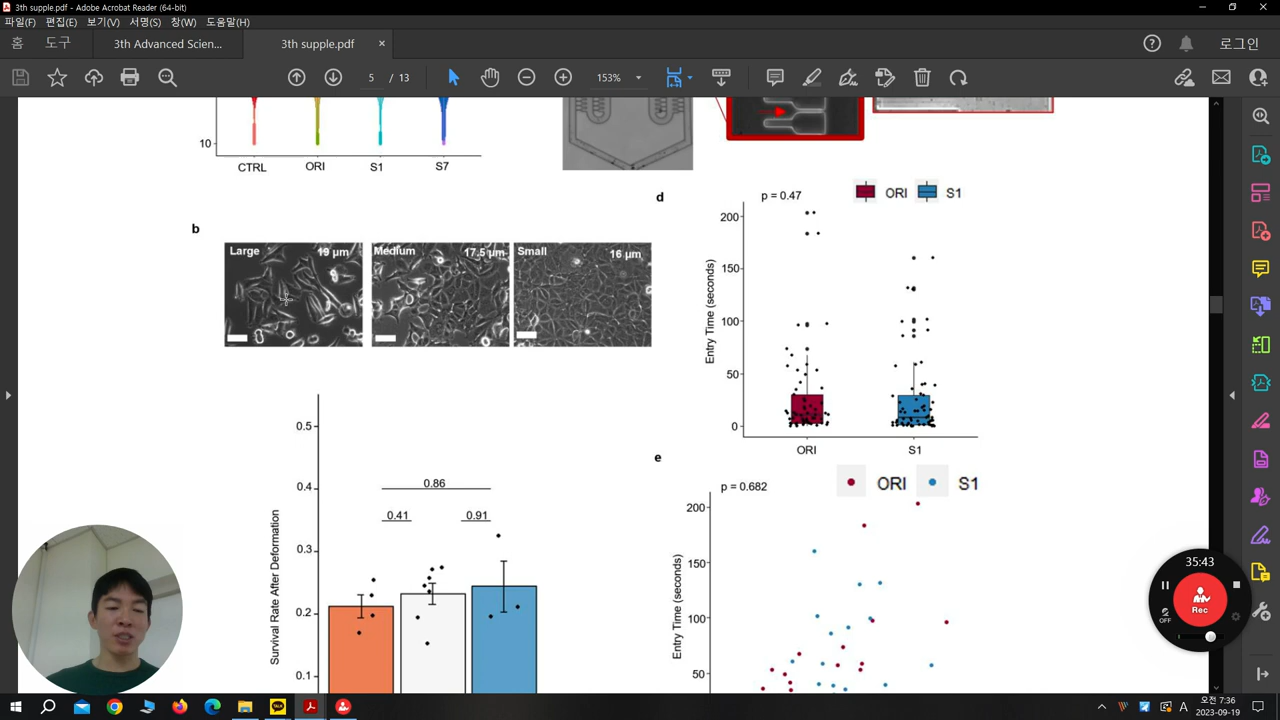 3th supple.pdf - Adobe Acrobat Reader (64-bit)
파일(F) 편집(E) 보기(V) 서명(S) 창(W) 도움말(H)
홈 도구 3th Advanced Scien... 3th supple.pdf × 로그인
5 / 13 153%
10
CTRL ORI S1 S7
b
Large 19 μm
Medium 17.5 μm
Small 16 μm
0.5
0.4
0.3
0.2
0.1
Survival Rate After Deformation
0.86
0.41 0.91
d
p = 0.47 ORI S1
200
150
100
50
0
Entry Time (seconds)
ORI S1
e
p = 0.682 ORI S1
200
150
100
50
Entry Time (seconds)
35:43
Rec
OFF
TALK
A 오전 7:36
2023-09-19